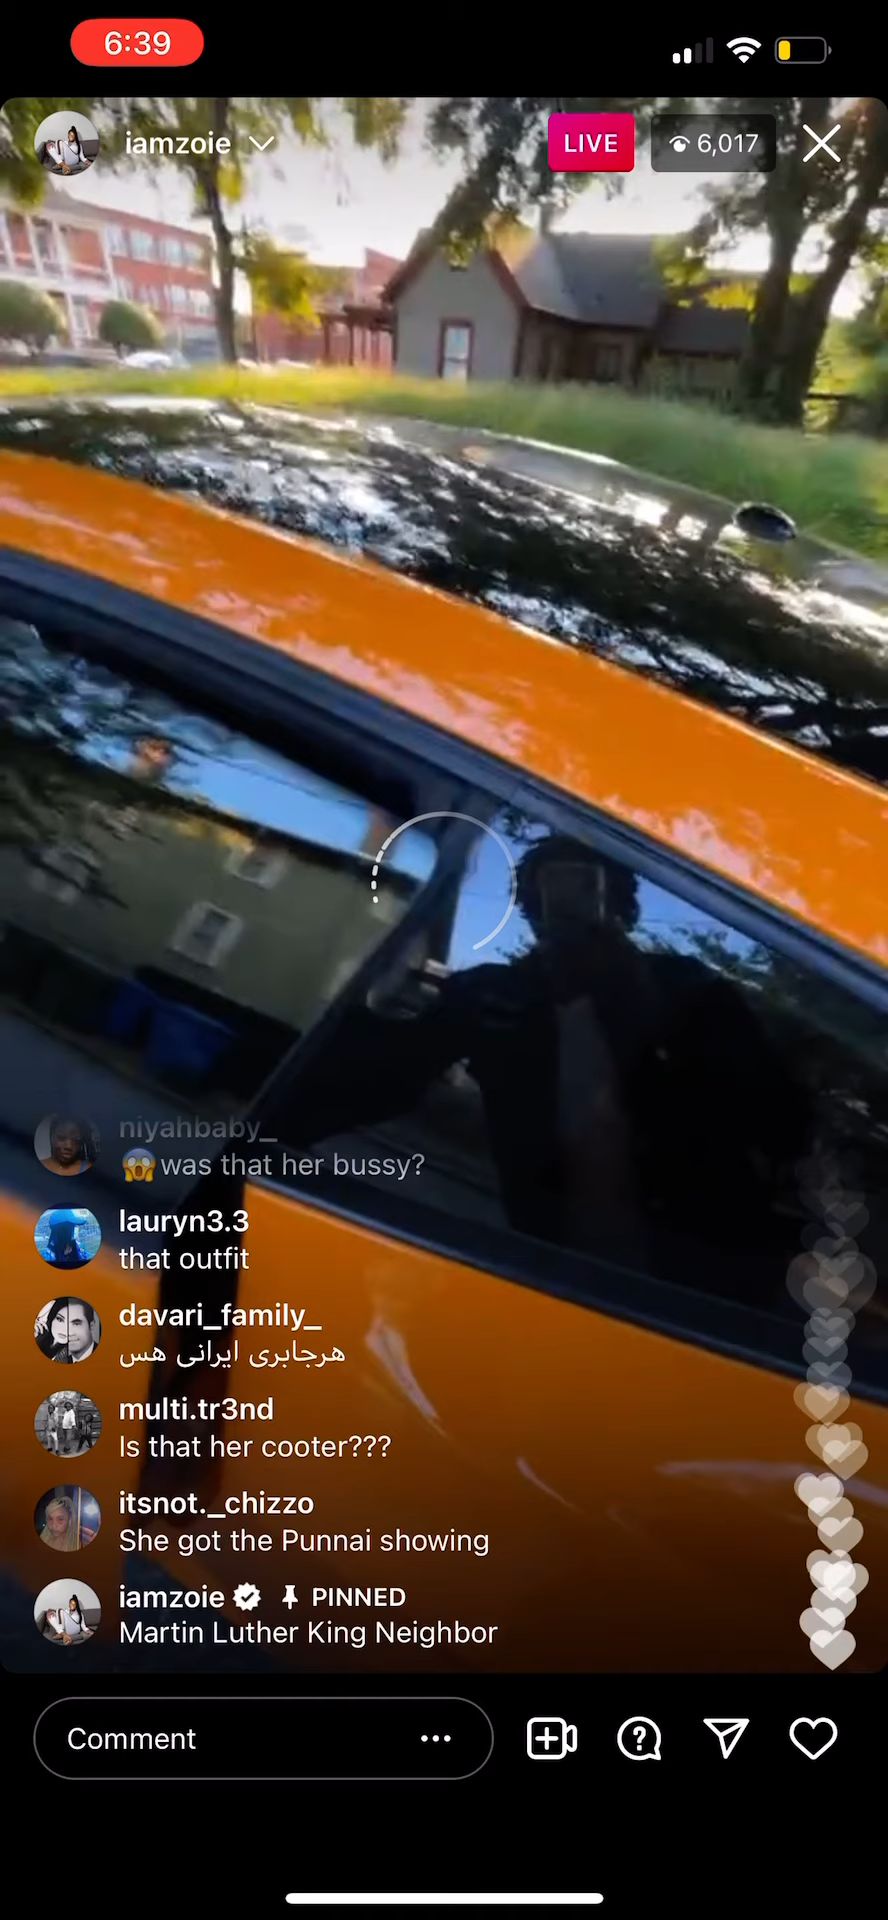 6:39
iamzoie
LIVE
6,017
niyahbaby_
😱was that her bussy?
lauryn3.3
that outfit
davari_family_
هرجابری ایرانی هس
multi.tr3nd
Is that her cooter???
itsnot._chizzo
She got the Punnai showing
iamzoie PINNED
Martin Luther King Neighbor
Comment